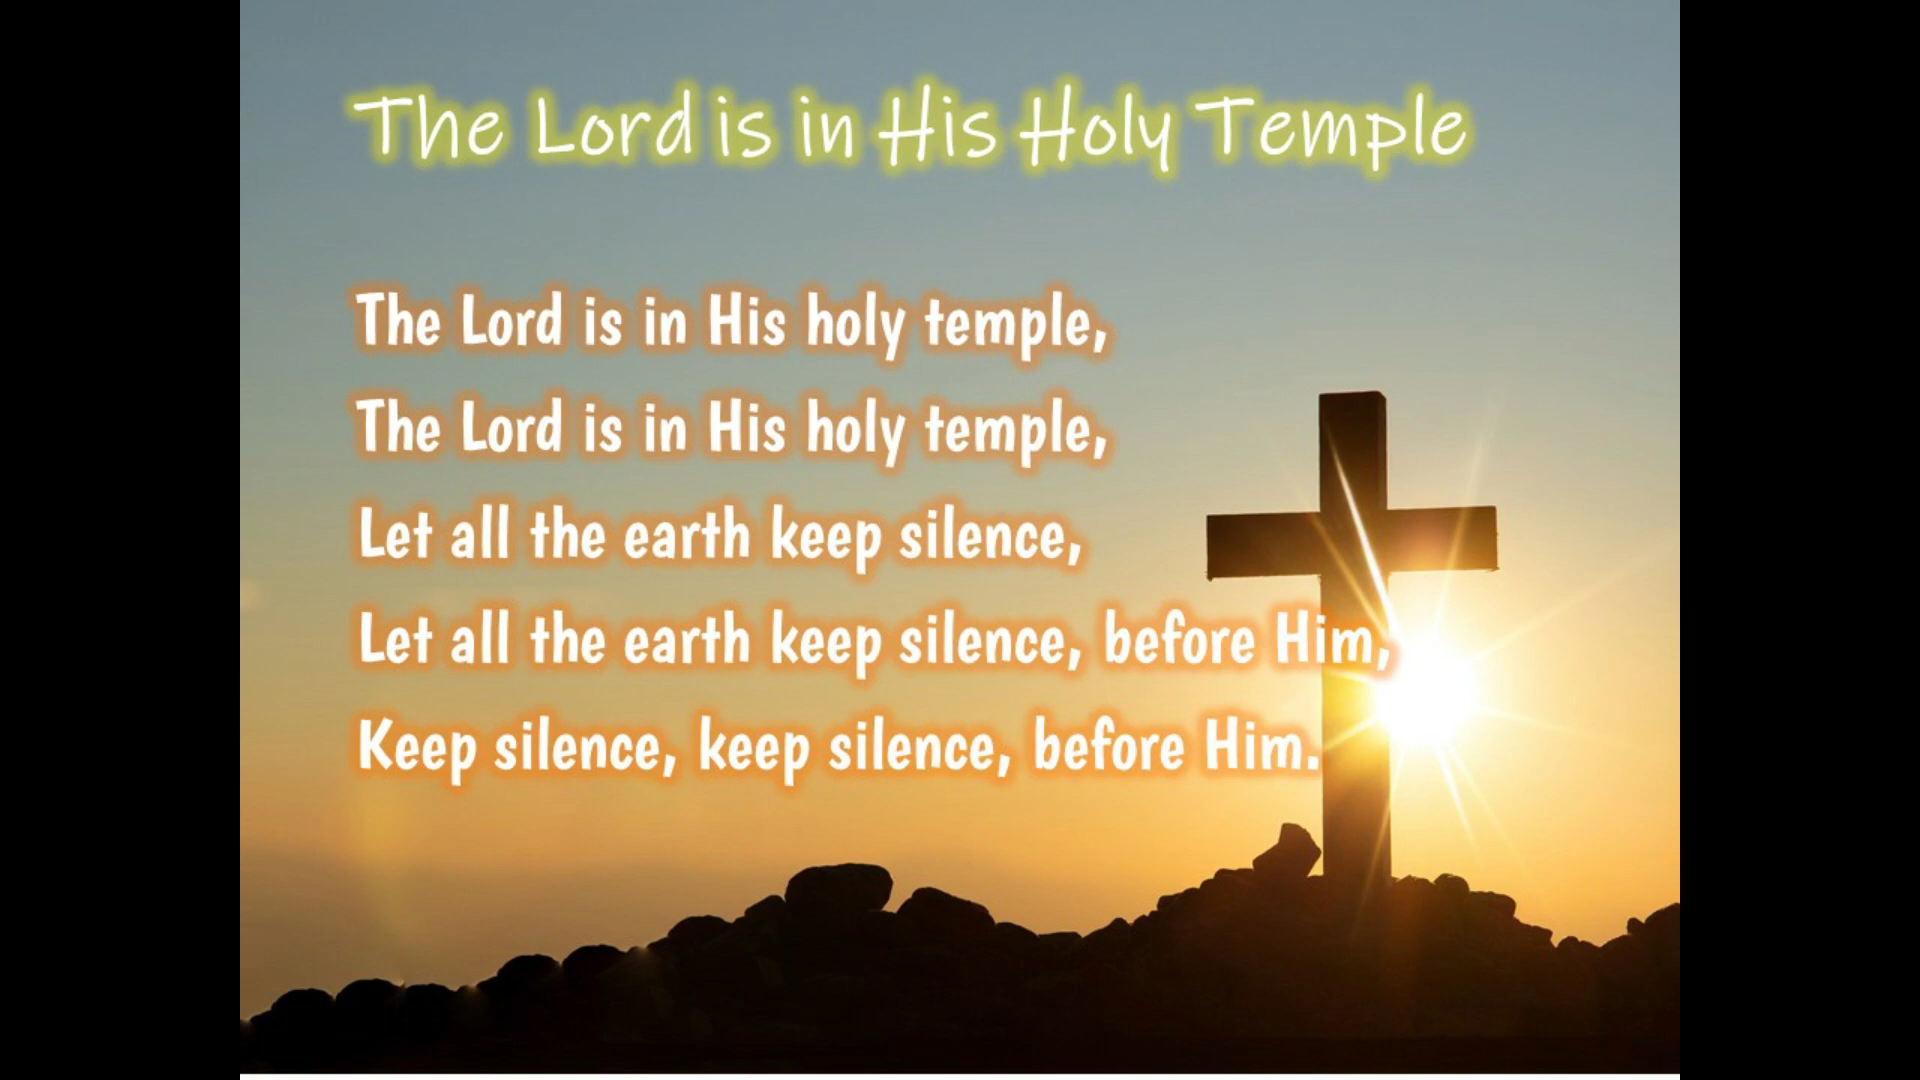 The Lord is in His Holy Temple
The Lord is in His holy temple,
The Lord is in His holy temple,
Let all the earth keep silence,
Let all the earth keep silence, before Him,
Keep silence, keep silence, before Him.